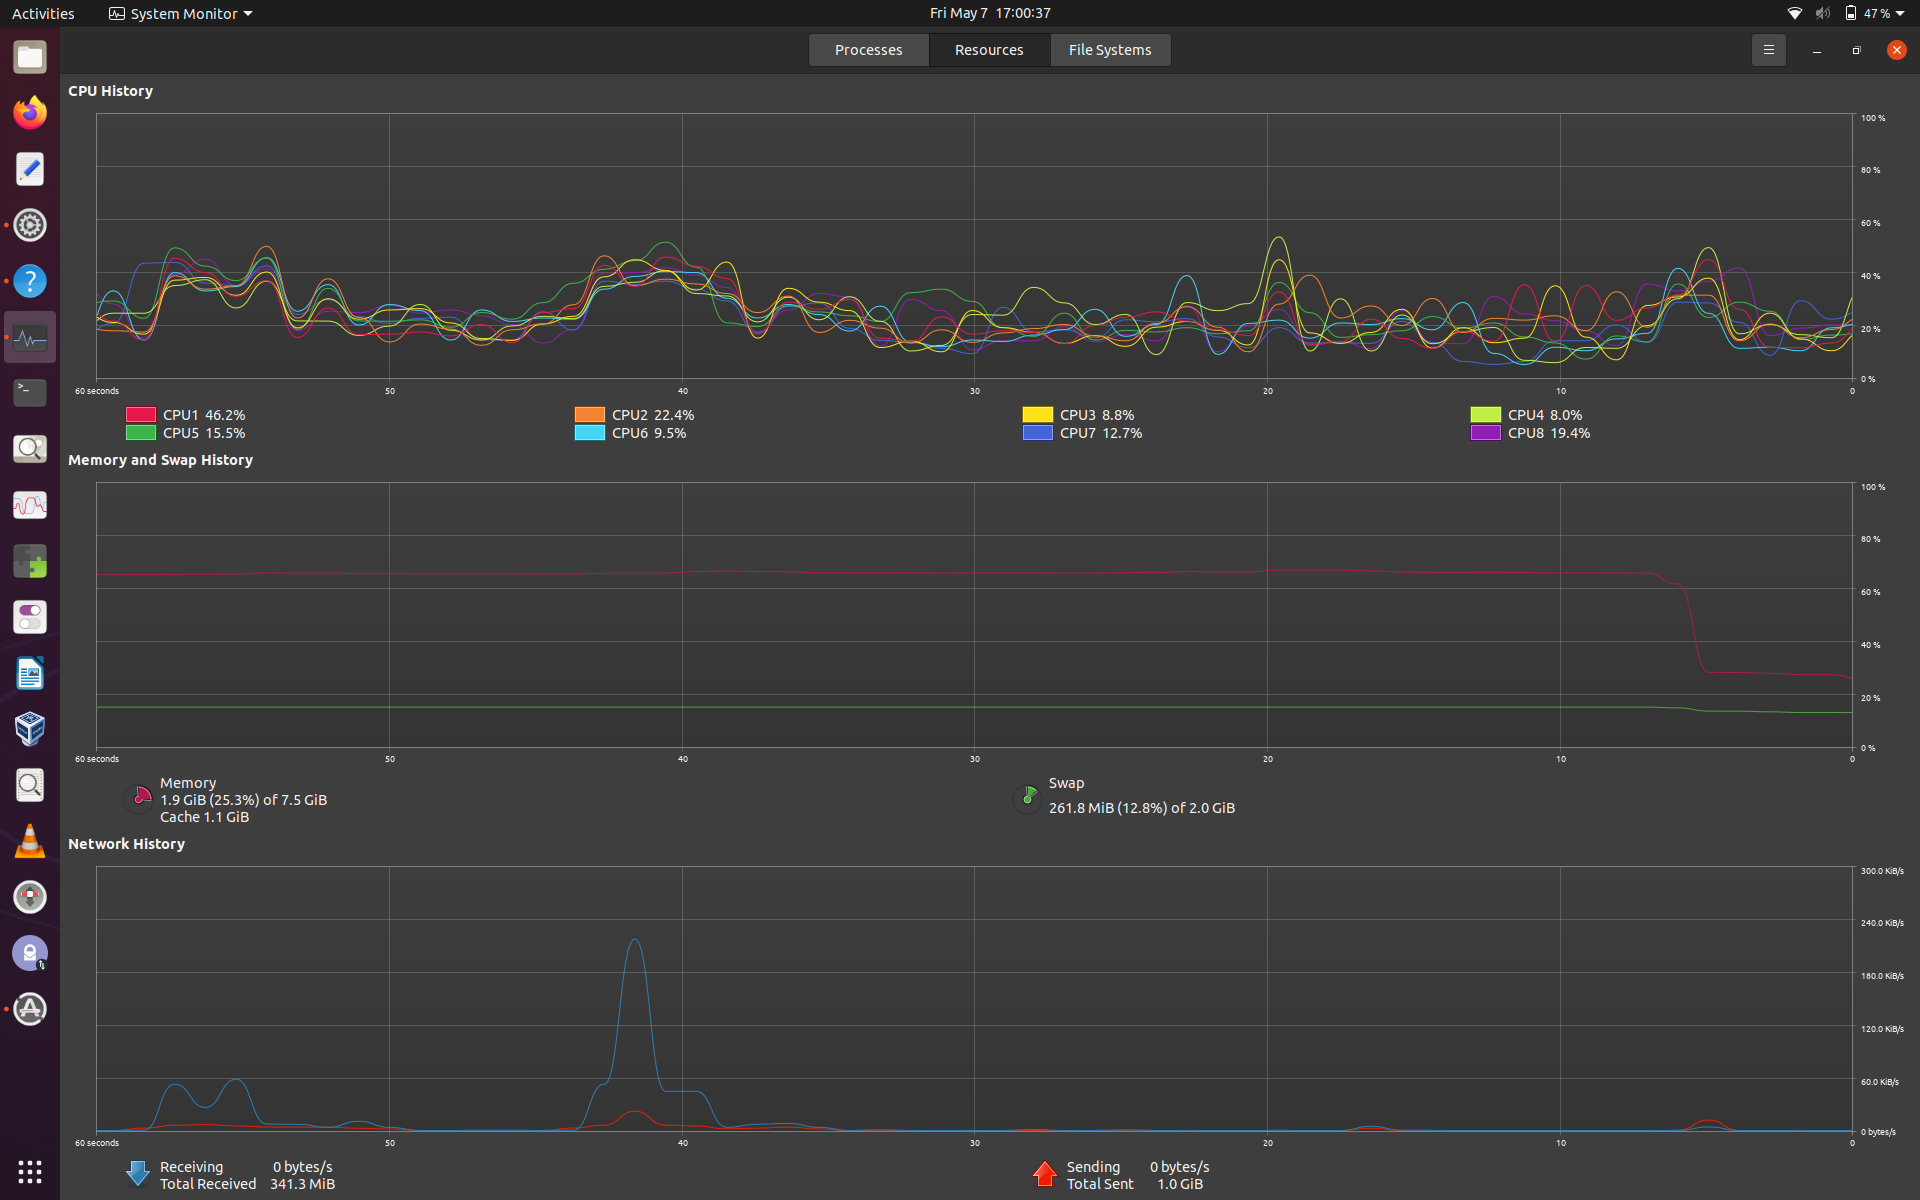 Activities System Monitor Fri May 7 17:00:37 47 %
Processes Resources File Systems
CPU History
100 %
80 %
60 %
40 %
20 %
0 %
60 seconds 50 40 30 20 10 0
CPU1 46.2% CPU2 22.4% CPU3 8.8% CPU4 8.0%
CPU5 15.5% CPU6 9.5% CPU7 12.7% CPU8 19.4%
Memory and Swap History
100 %
80 %
60 %
40 %
20 %
0 %
60 seconds 50 40 30 20 10 0
Memory
1.9 GiB (25.3%) of 7.5 GiB
Cache 1.1 GiB
Swap
261.8 MiB (12.8%) of 2.0 GiB
Network History
300.0 KiB/s
240.0 KiB/s
180.0 KiB/s
120.0 KiB/s
60.0 KiB/s
0 bytes/s
60 seconds 50 40 30 20 10 0
Receiving 0 bytes/s
Total Received 341.3 MiB
Sending 0 bytes/s
Total Sent 1.0 GiB